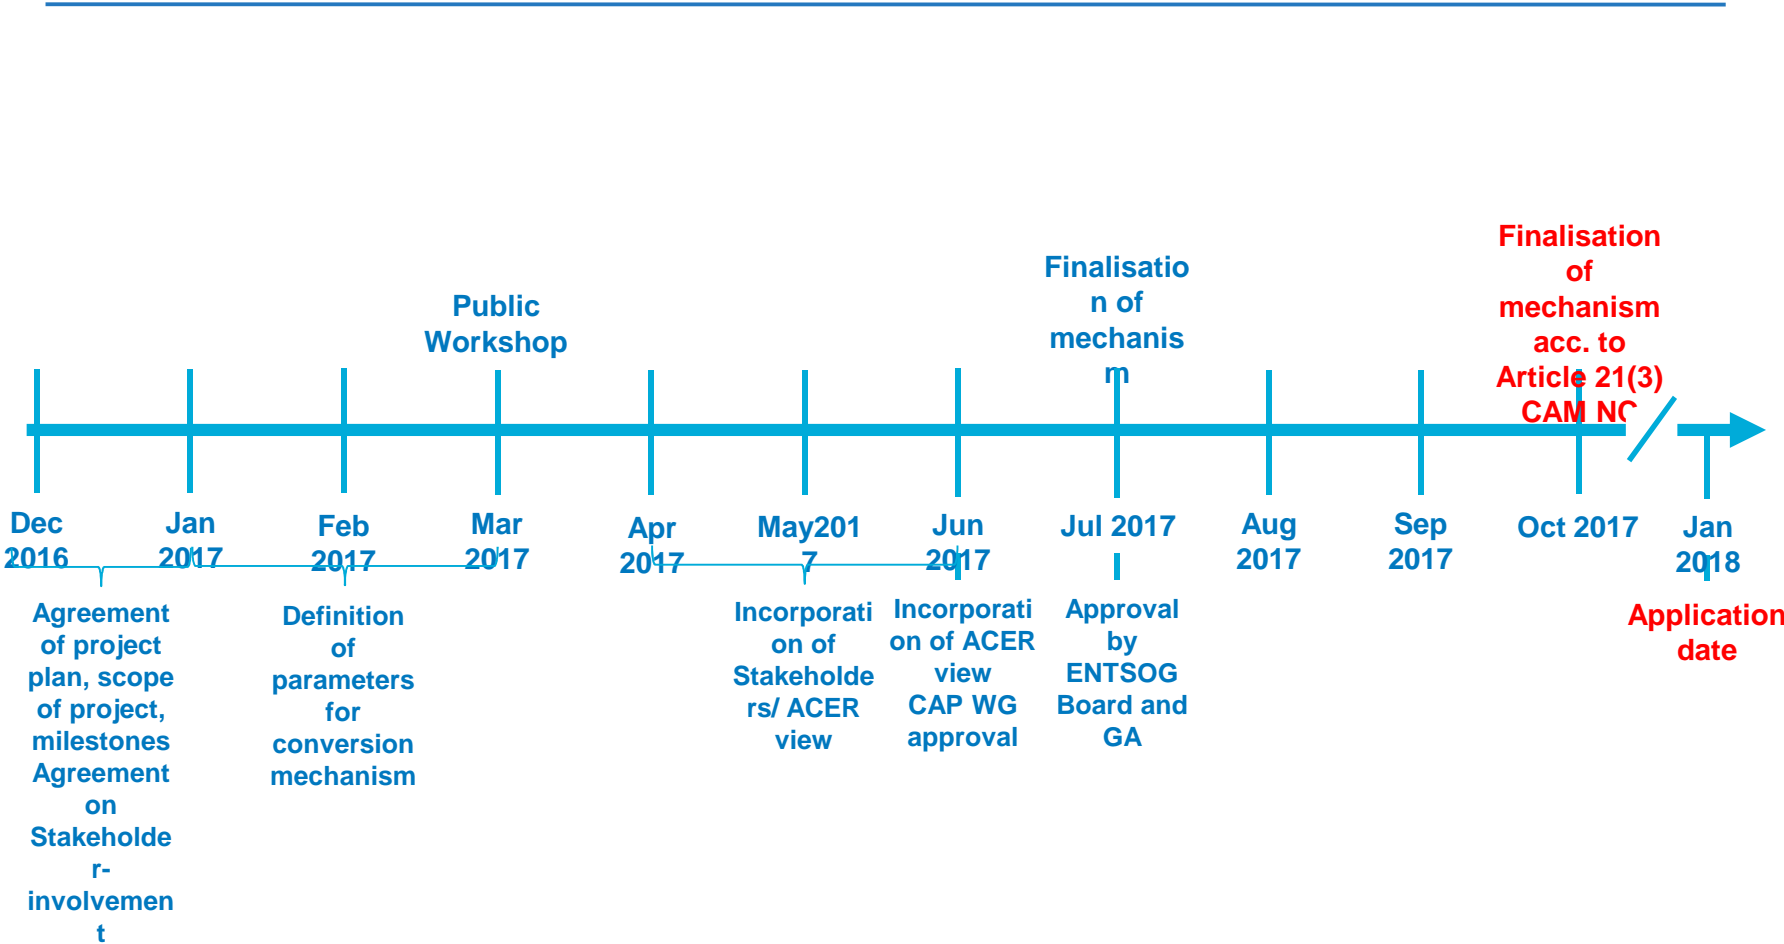 Public
Workshop
Finalisatio
n of
mechanis
m
Finalisation
of
mechanism
acc. to
Article 21(3)
CAM NC
Dec
2016
Jan
2017
Feb
2017
Mar
2017
Apr
2017
May201
7
Jun
2017
Jul 2017
Aug
2017
Sep
2017
Oct 2017
Jan
2018
Agreement
of project
plan, scope
of project,
milestones
Agreement
on
Stakeholde
r-
involvemen
t
Definition
of
parameters
for
conversion
mechanism
Incorporati
on of
Stakeholde
rs/ ACER
view
Incorporati
on of ACER
view
CAP WG
approval
Approval
by
ENTSOG
Board and
GA
Application
date